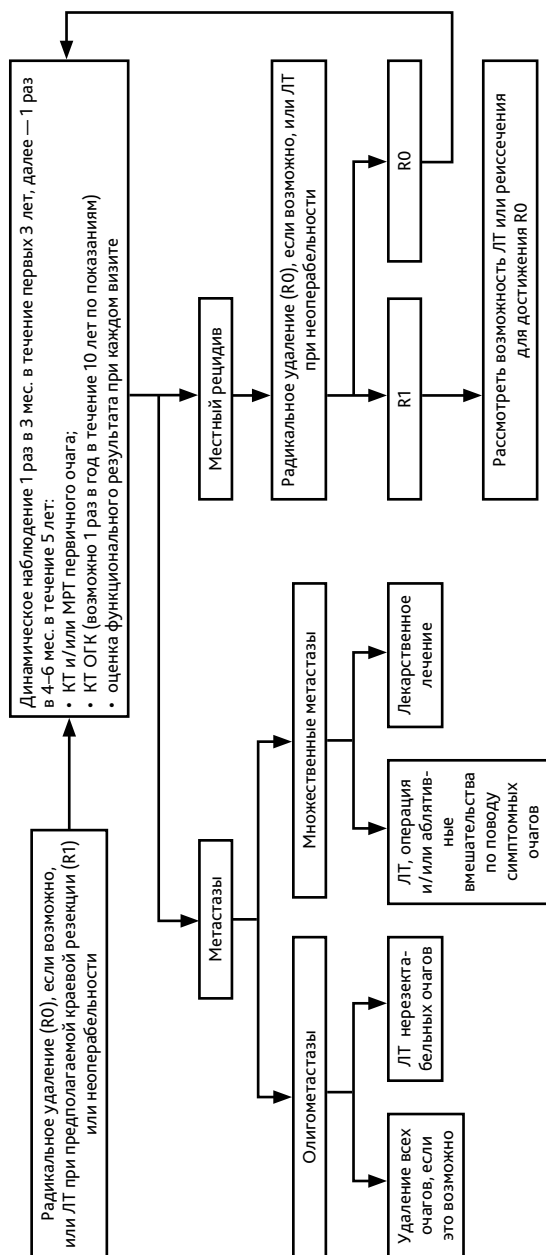 Радикальное удаление (R0), если возможно,
или ЛТ при предполагаемой краевой резекции (R1)
или неоперабельности
Динамическое наблюдение 1 раз в 3 мес. в течение первых 3 лет, далее — 1 раз
в 4–6 мес. в течение 5 лет:
• КТ и/или МРТ первичного очага;
• КТ ОГК (возможно 1 раз в год в течение 10 лет по показаниям)
• оценка функционального результата при каждом визите
Метастазы
Местный рецидив
Олигометастазы
Множественные метастазы
Радикальное удаление (R0), если возможно, или ЛТ
при неоперабельности
Удаление всех
очагов, если
это возможно
ЛТ нерезекта-
бельных очагов
ЛТ, операция
и/или аблятив-
ные
вмешательства
по поводу
симптомных
очагов
Лекарственное
лечение
R1
R0
Рассмотреть возможность ЛТ или реиссечения
для достижения R0